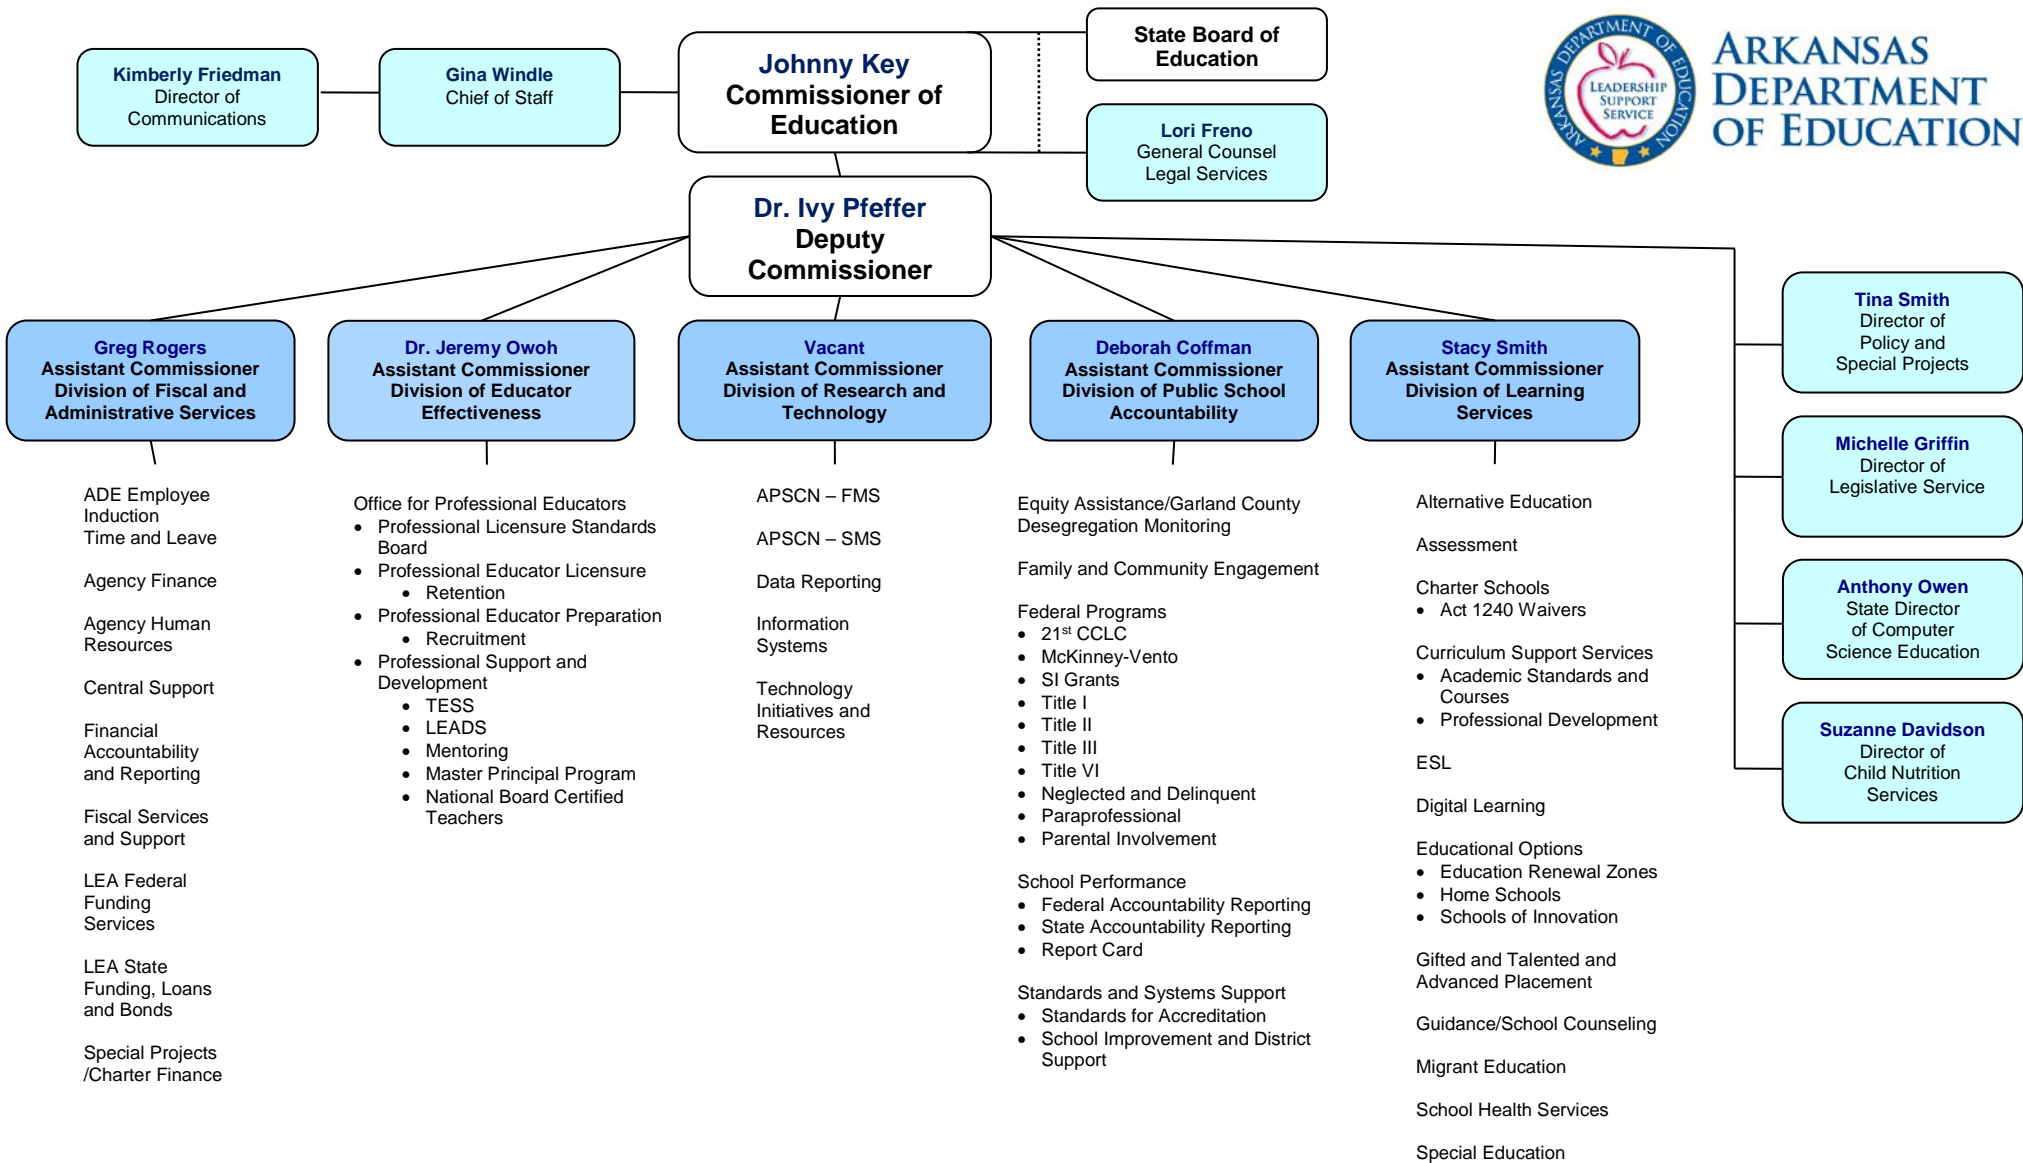 Kimberly Friedman
Director of
Communications
Gina Windle
Chief of Staff
Johnny Key
Commissioner of
Education
State Board of
Education
Lori Freno
General Counsel
Legal Services
ARKANSAS DEPARTMENT OF EDUCATION
LEADERSHIP
SUPPORT
SERVICE
ARKANSAS
DEPARTMENT
OF EDUCATION
Dr. Ivy Pfeffer
Deputy
Commissioner
Greg Rogers
Assistant Commissioner
Division of Fiscal and
Administrative Services
Dr. Jeremy Owoh
Assistant Commissioner
Division of Educator
Effectiveness
Vacant
Assistant Commissioner
Division of Research and
Technology
Deborah Coffman
Assistant Commissioner
Division of Public School
Accountability
Stacy Smith
Assistant Commissioner
Division of Learning
Services
Tina Smith
Director of
Policy and
Special Projects
Michelle Griffin
Director of
Legislative Service
Anthony Owen
State Director
of Computer
Science Education
Suzanne Davidson
Director of
Child Nutrition
Services
ADE Employee
Induction
Time and Leave
Agency Finance
Agency Human
Resources
Central Support
Financial
Accountability
and Reporting
Fiscal Services
and Support
LEA Federal
Funding
Services
LEA State
Funding, Loans
and Bonds
Special Projects
/Charter Finance
Office for Professional Educators
• Professional Licensure Standards
Board
• Professional Educator Licensure
• Retention
• Professional Educator Preparation
• Recruitment
• Professional Support and
Development
• TESS
• LEADS
• Mentoring
• Master Principal Program
• National Board Certified
Teachers
APSCN – FMS
APSCN – SMS
Data Reporting
Information
Systems
Technology
Initiatives and
Resources
Equity Assistance/Garland County
Desegregation Monitoring
Family and Community Engagement
Federal Programs
• 21st CCLC
• McKinney-Vento
• SI Grants
• Title I
• Title II
• Title III
• Title VI
• Neglected and Delinquent
• Paraprofessional
• Parental Involvement
School Performance
• Federal Accountability Reporting
• State Accountability Reporting
• Report Card
Standards and Systems Support
• Standards for Accreditation
• School Improvement and District
Support
Alternative Education
Assessment
Charter Schools
• Act 1240 Waivers
Curriculum Support Services
• Academic Standards and
Courses
• Professional Development
ESL
Digital Learning
Educational Options
• Education Renewal Zones
• Home Schools
• Schools of Innovation
Gifted and Talented and
Advanced Placement
Guidance/School Counseling
Migrant Education
School Health Services
Special Education